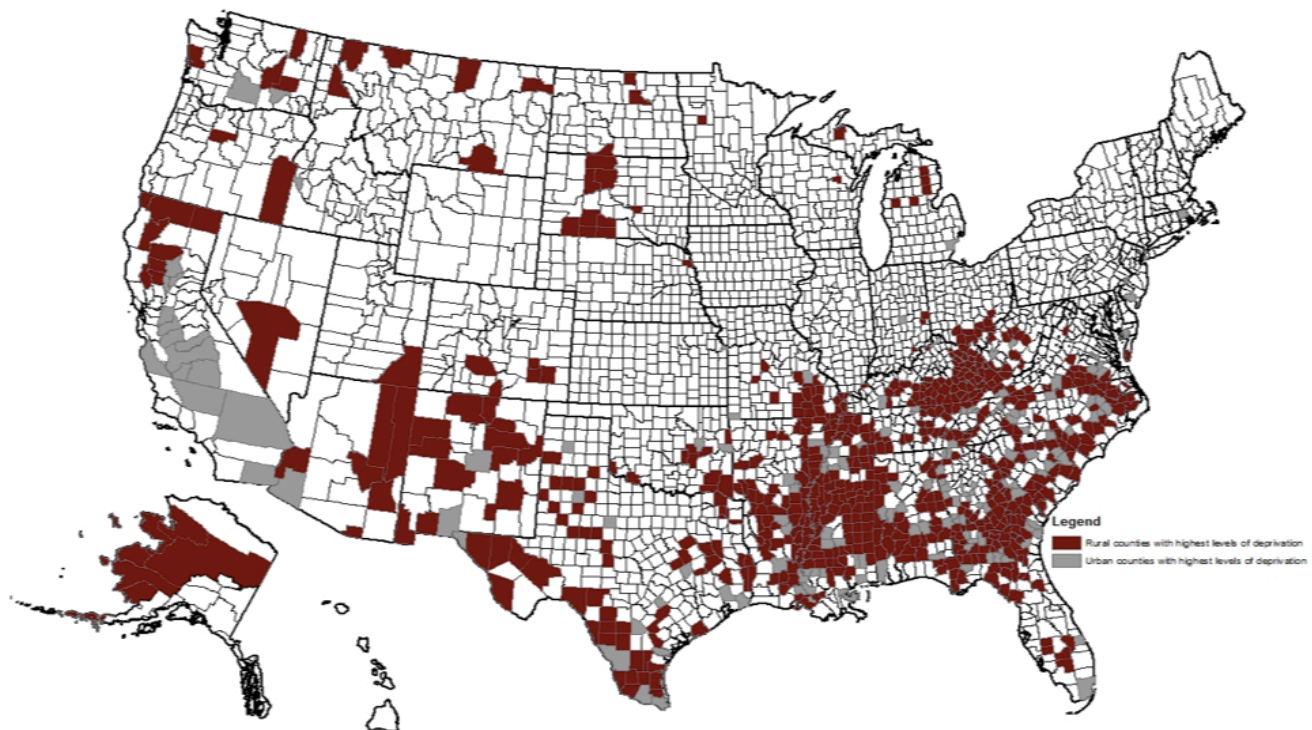 Legend
Rural counties with highest levels of deprivation
Urban counties with highest levels of deprivation